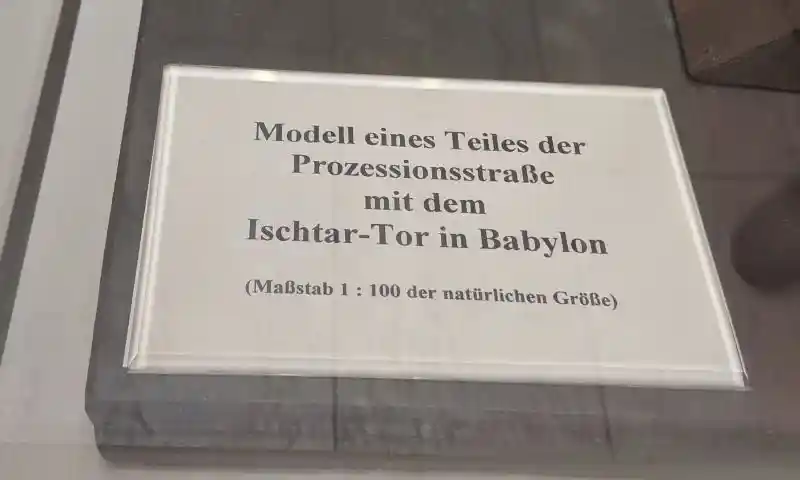 Modell eines Teiles der
Prozessionsstraße
mit dem
Ischtar-Tor in Babylon
(Maßstab 1 : 100 der natürlichen Größe)